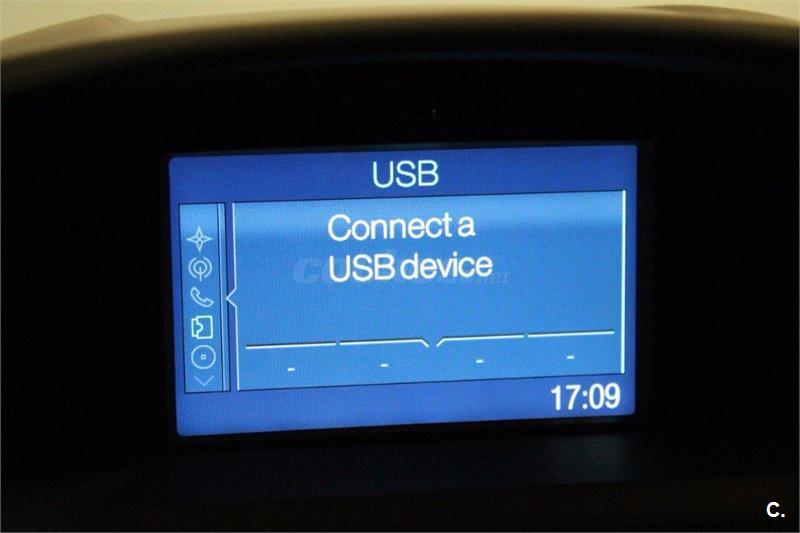 USB
Connect a
USB device
- - - -
17:09
c.